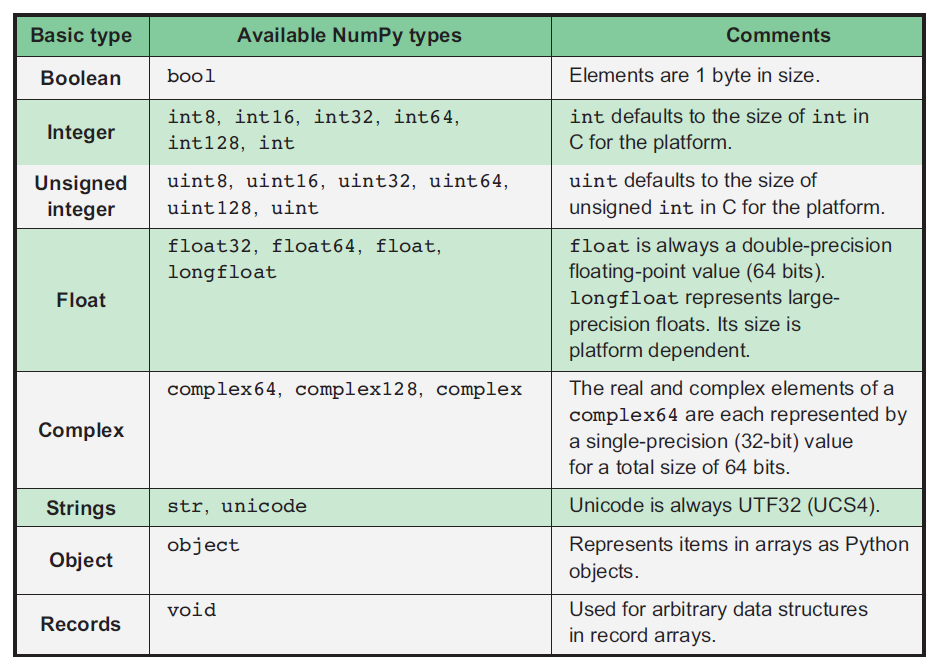 Basic type Available NumPy types Comments
Boolean bool Elements are 1 byte in size.
Integer
int8, int16, int32, int64,
int128, int
int defaults to the size of int in
C for the platform.
Unsigned
integer
uint8, uint16, uint32, uint64,
uint128, uint
uint defaults to the size of
unsigned int in C for the platform.
Float
float32, float64, float,
longfloat
float is always a double-precision
floating-point value (64 bits).
longfloat represents large-
precision floats. Its size is
platform dependent.
Complex
complex64, complex128, complex
The real and complex elements of a
complex64 are each represented by
a single-precision (32-bit) value
for a total size of 64 bits.
Strings str, unicode Unicode is always UTF32 (UCS4).
Object
object
Represents items in arrays as Python
objects.
Records
void
Used for arbitrary data structures
in record arrays.